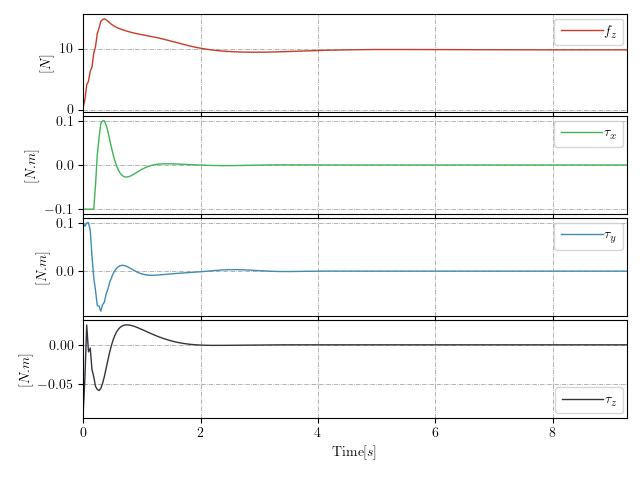 10
0
[N]
f_z
0.1
0.0
−0.1
[N.m]
τ_x
0.1
0.0
[N.m]
τ_y
0.00
−0.05
[N.m]
τ_z
0 2 4 6 8
Time[s]